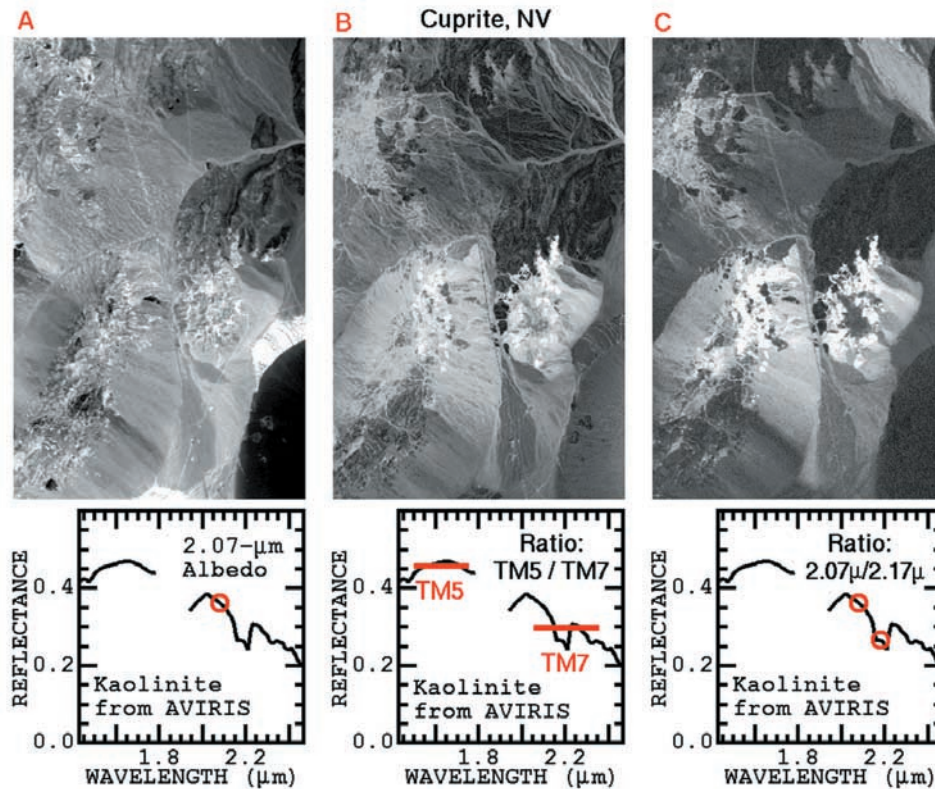 A
B
Cuprite, NV
C
2.07-µm
Albedo
REFLECTANCE
0.4
0.2
0.0
Kaolinite
from AVIRIS
1.8
2.2
WAVELENGTH (µm)
Ratio:
TM5 / TM7
TM5
TM7
REFLECTANCE
0.4
0.2
0.0
Kaolinite
from AVIRIS
1.8
2.2
WAVELENGTH (µm)
Ratio:
2.07µ/2.17µ
REFLECTANCE
0.4
0.2
0.0
Kaolinite
from AVIRIS
1.8
2.2
WAVELENGTH (µm)